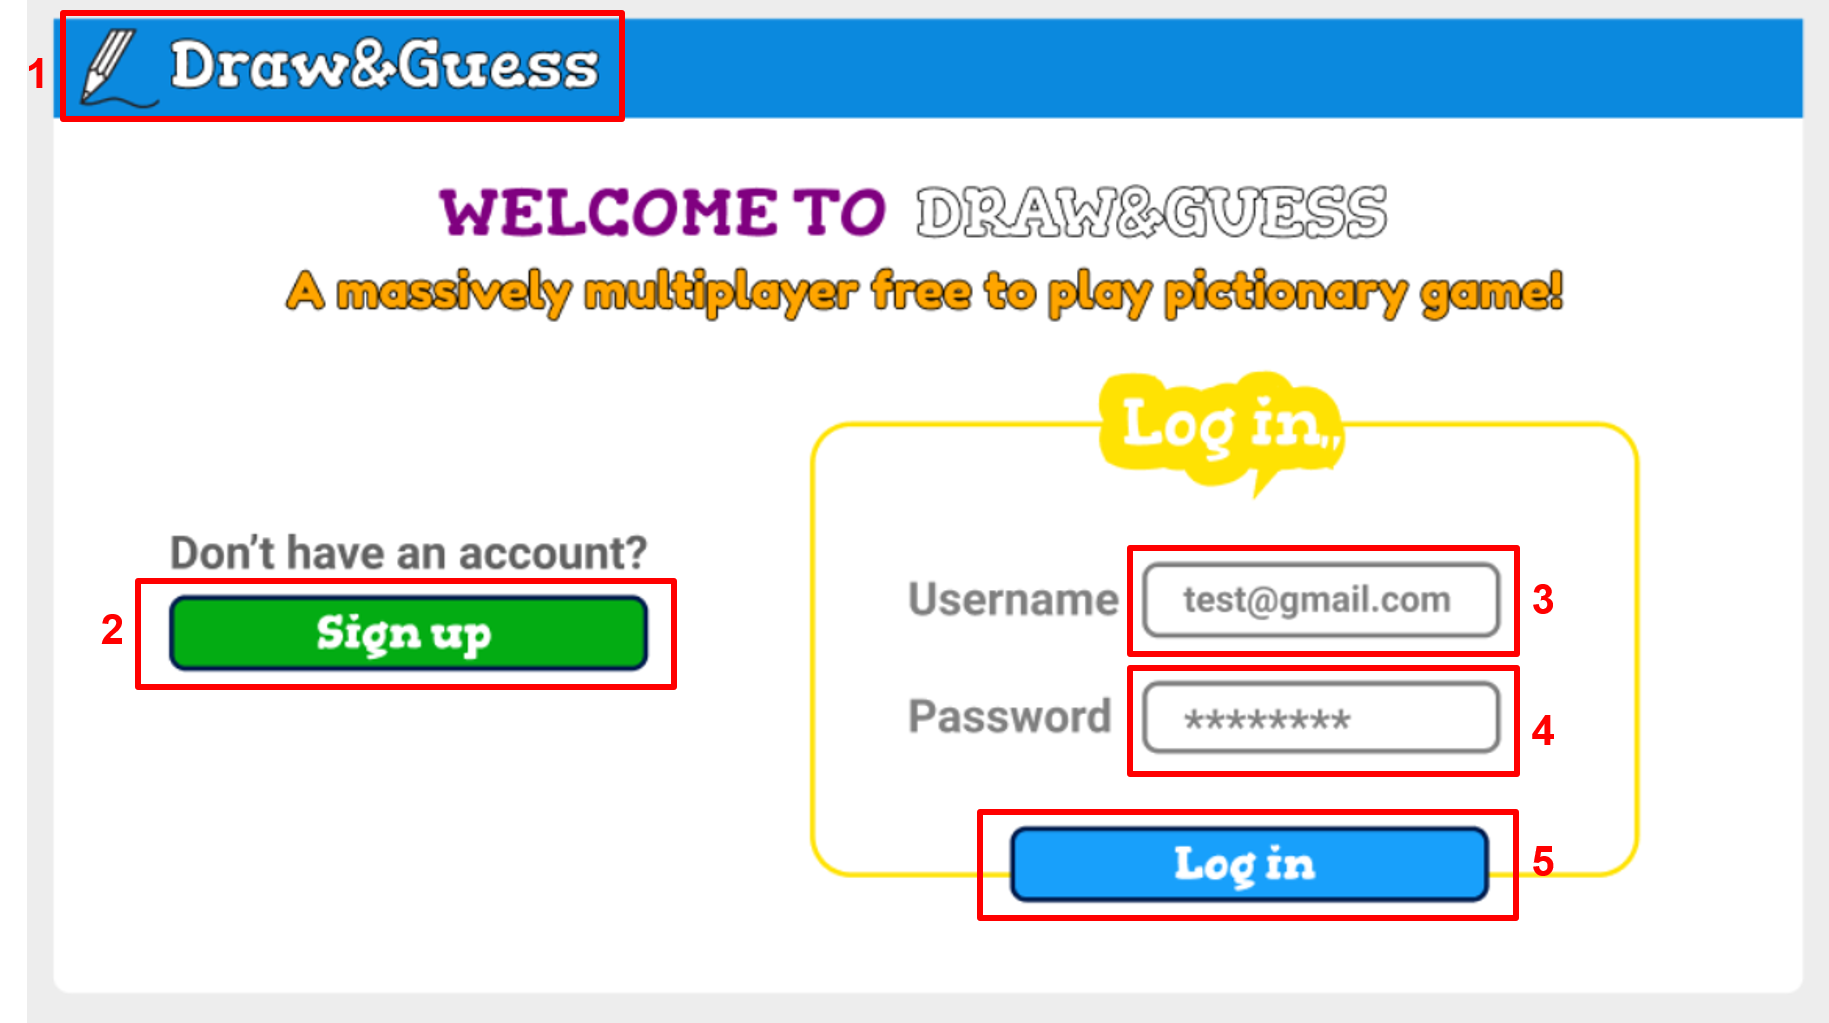 1 Draw&Guess
WELCOME TO DRAW&GUESS
A massively multiplayer free to play pictionary game!
Don't have an account?
2 Sign up
Log in,,
Username test@gmail.com 3
Password ******** 4
Log in 5